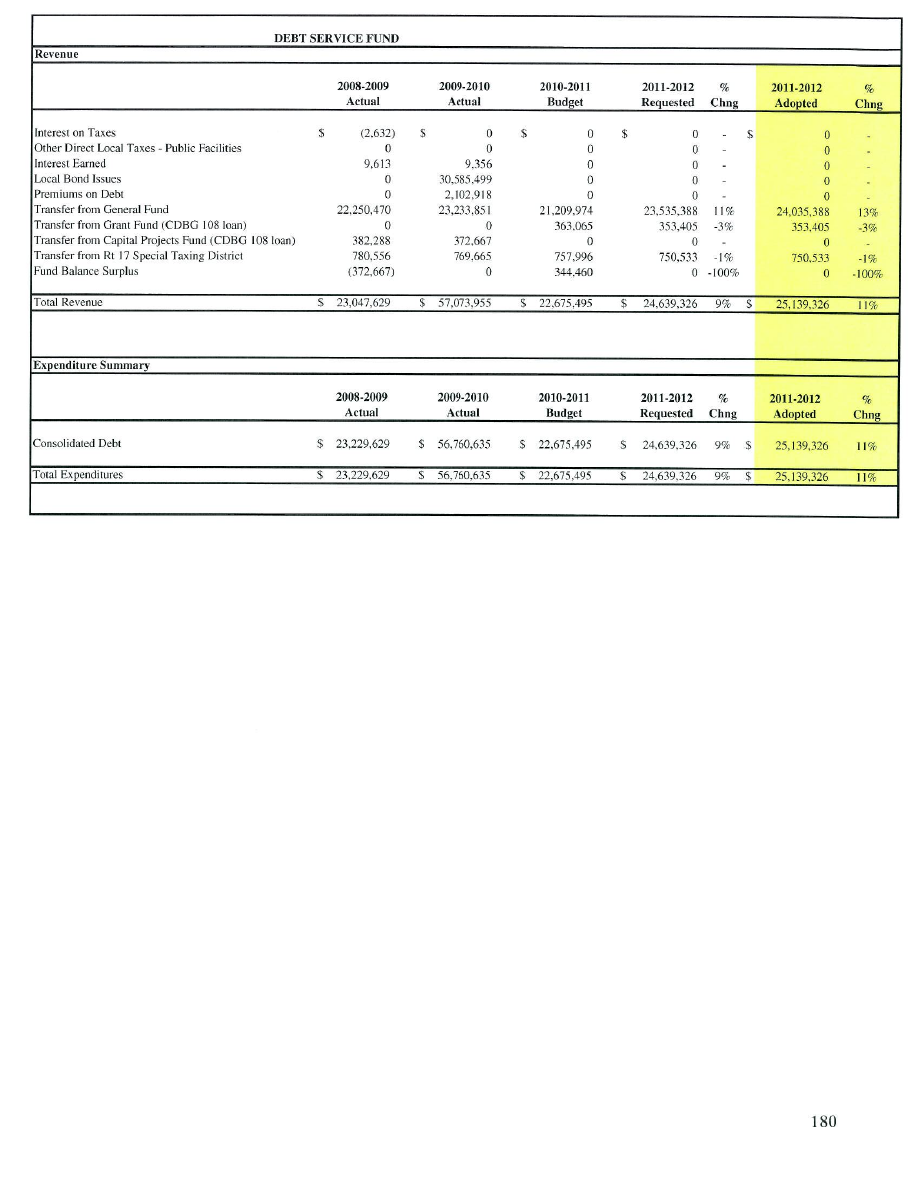 DEBT SERVICE FUND
Revenue
2008-2009 2009-2010 2010-2011 2011-2012 % 2011-2012 %
Actual Actual Budget Requested Chng Adopted Chng
Interest on Taxes $ (2,632) $ 0 $ 0 $ 0 - $ 0 -
Other Direct Local Taxes - Public Facilities 0 0 0 0 - 0 -
Interest Earned 9,613 9,356 0 0 - 0 -
Local Bond Issues 0 30,585,499 0 0 - 0 -
Premiums on Debt 0 2,102,918 0 0 - 0 -
Transfer from General Fund 22,250,470 23,233,851 21,209,974 23,535,388 11% 24,035,388 13%
Transfer from Grant Fund (CDBG 108 loan) 0 0 363,065 353,405 -3% 353,405 -3%
Transfer from Capital Projects Fund (CDBG 108 loan) 382,288 372,667 0 0 - 0 -
Transfer from Rt 17 Special Taxing District 780,556 769,665 757,996 750,533 -1% 750,533 -1%
Fund Balance Surplus (372,667) 0 344,460 0 -100% 0 -100%
Total Revenue $ 23,047,629 $ 57,073,955 $ 22,675,495 $ 24,639,326 9% $ 25,139,326 11%
Expenditure Summary
2008-2009 2009-2010 2010-2011 2011-2012 % 2011-2012 %
Actual Actual Budget Requested Chng Adopted Chng
Consolidated Debt $ 23,229,629 $ 56,760,635 $ 22,675,495 $ 24,639,326 9% $ 25,139,326 11%
Total Expenditures $ 23,229,629 $ 56,760,635 $ 22,675,495 $ 24,639,326 9% $ 25,139,326 11%
180